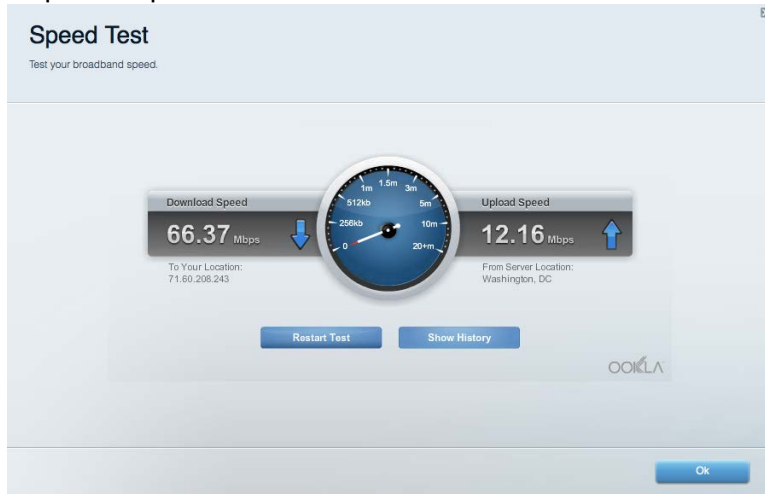 Speed Test
Test your broadband speed.
Download Speed
66.37 Mbps
To Your Location:
71.60.208.243
0
256kb
512kb
1m
1.5m
3m
5m
10m
20+m
Upload Speed
12.16 Mbps
From Server Location:
Washington, DC
Restart Test
Show History
OOKLA
Ok